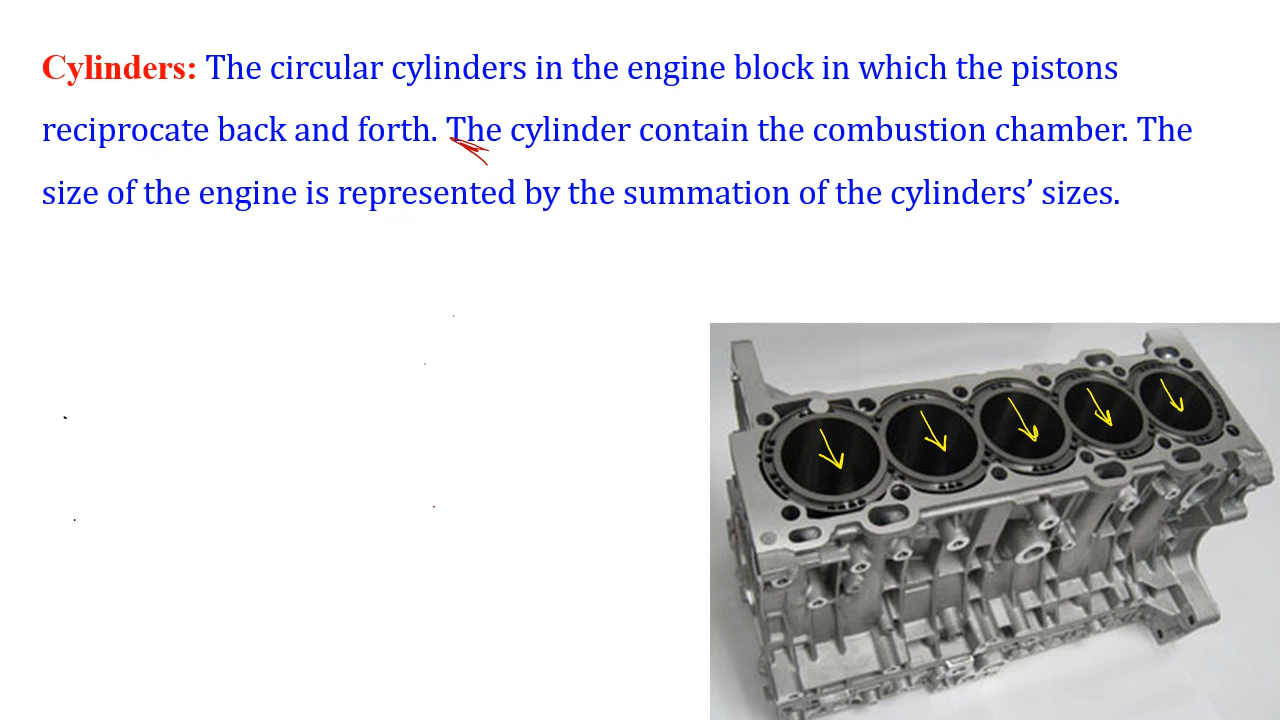 Cylinders: The circular cylinders in the engine block in which the pistons
reciprocate back and forth. The cylinder contain the combustion chamber. The
size of the engine is represented by the summation of the cylinders’ sizes.